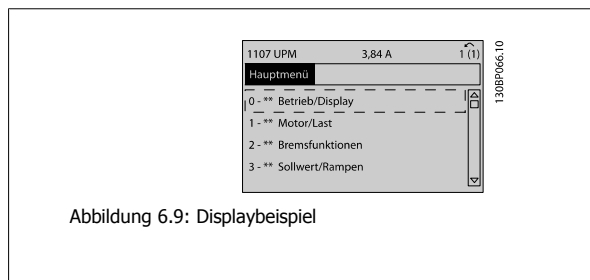 1107 UPM 3,84 A 1 (1)
Hauptmenü
0 - ** Betrieb/Display
1 - ** Motor/Last
2 - ** Bremsfunktionen
3 - ** Sollwert/Rampen
130BP066.10
Abbildung 6.9: Displaybeispiel